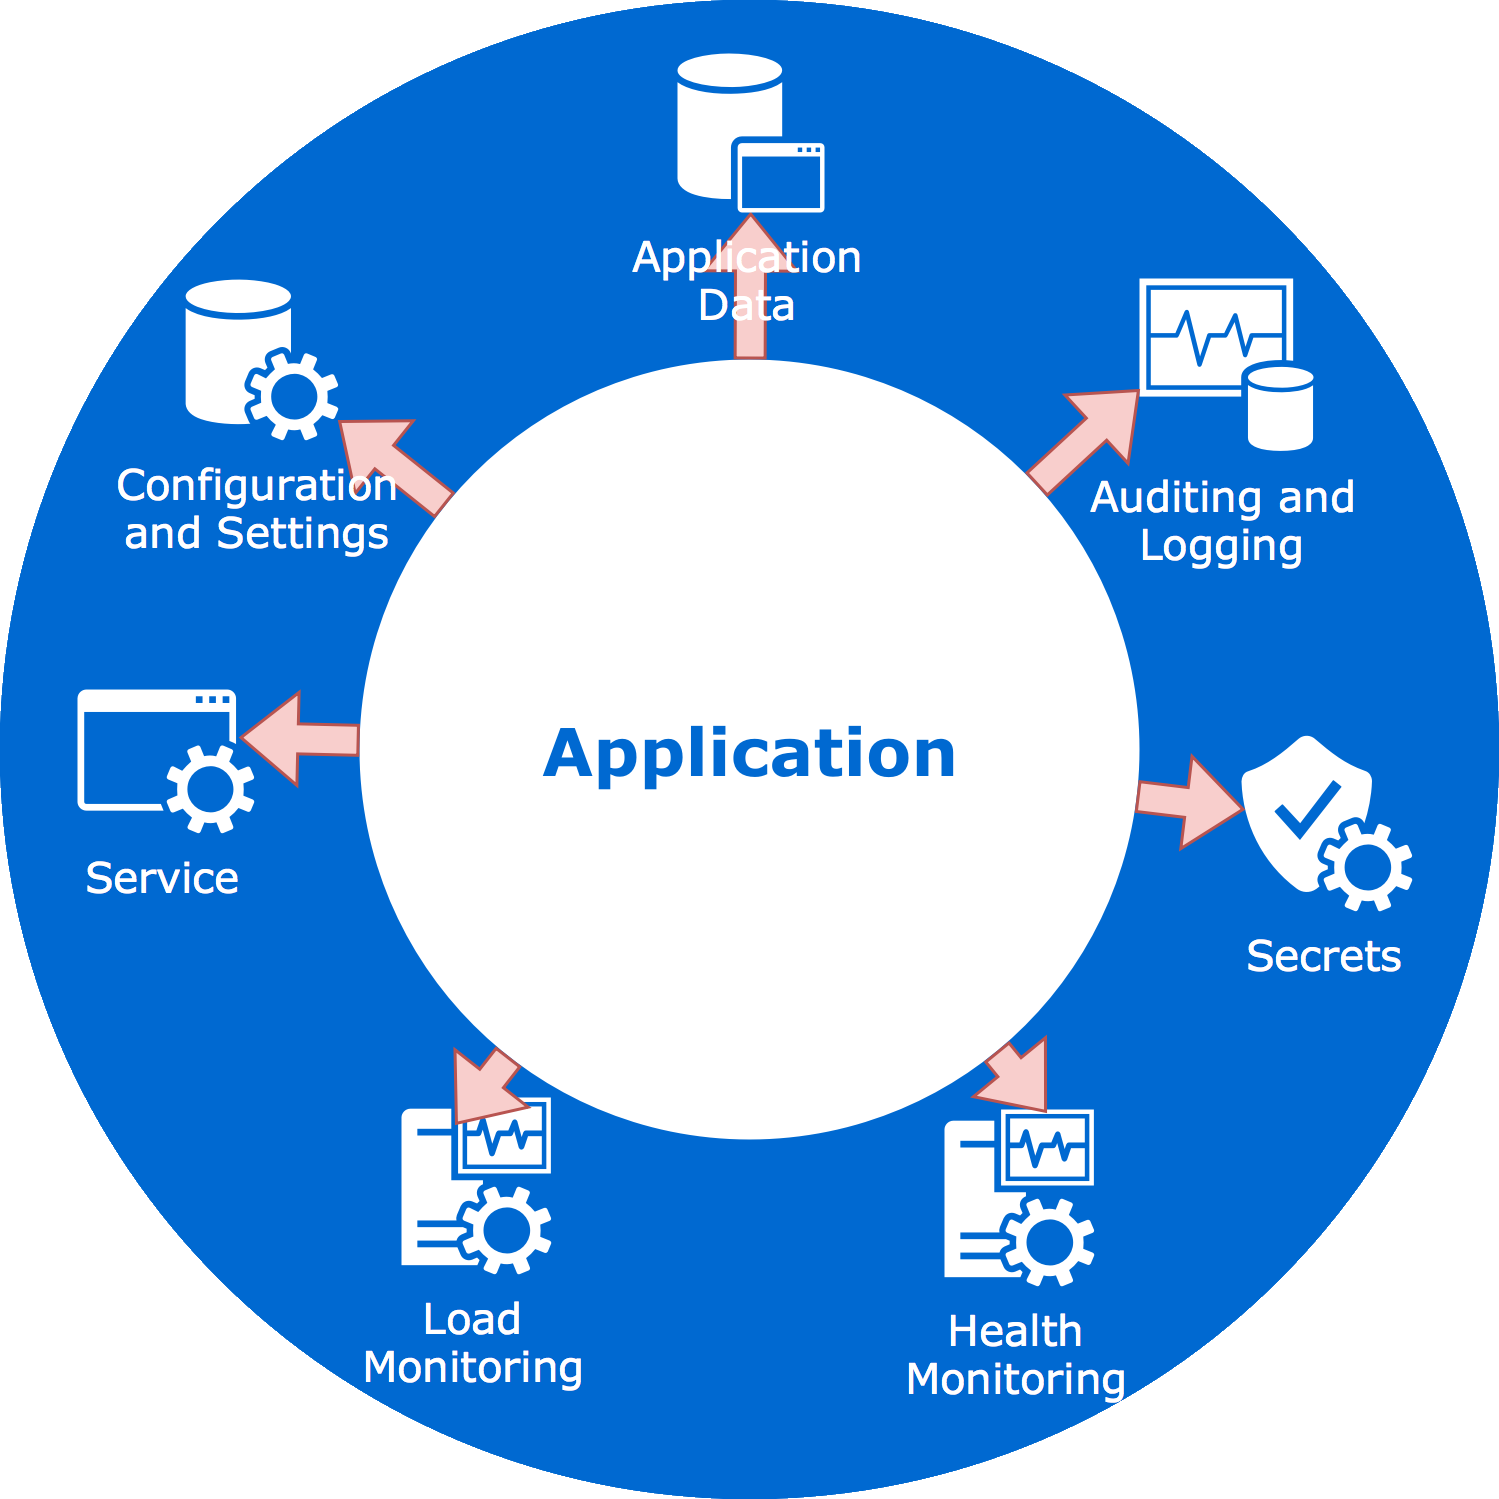 Application
Data
Configuration
and Settings
Auditing and
Logging
Application
Service
Secrets
Load
Monitoring
Health
Monitoring